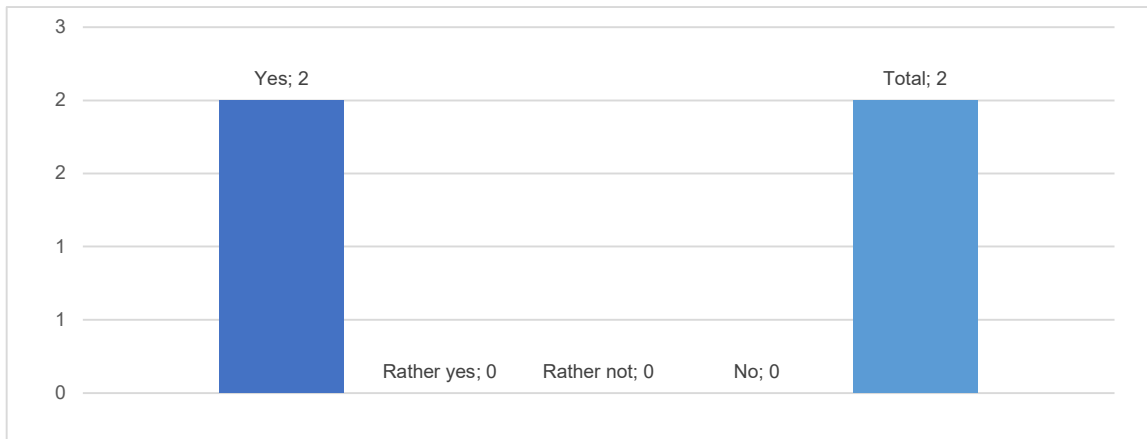 3
Yes; 2
Total; 2
2
2
1
1
Rather yes; 0
Rather not; 0
No; 0
0